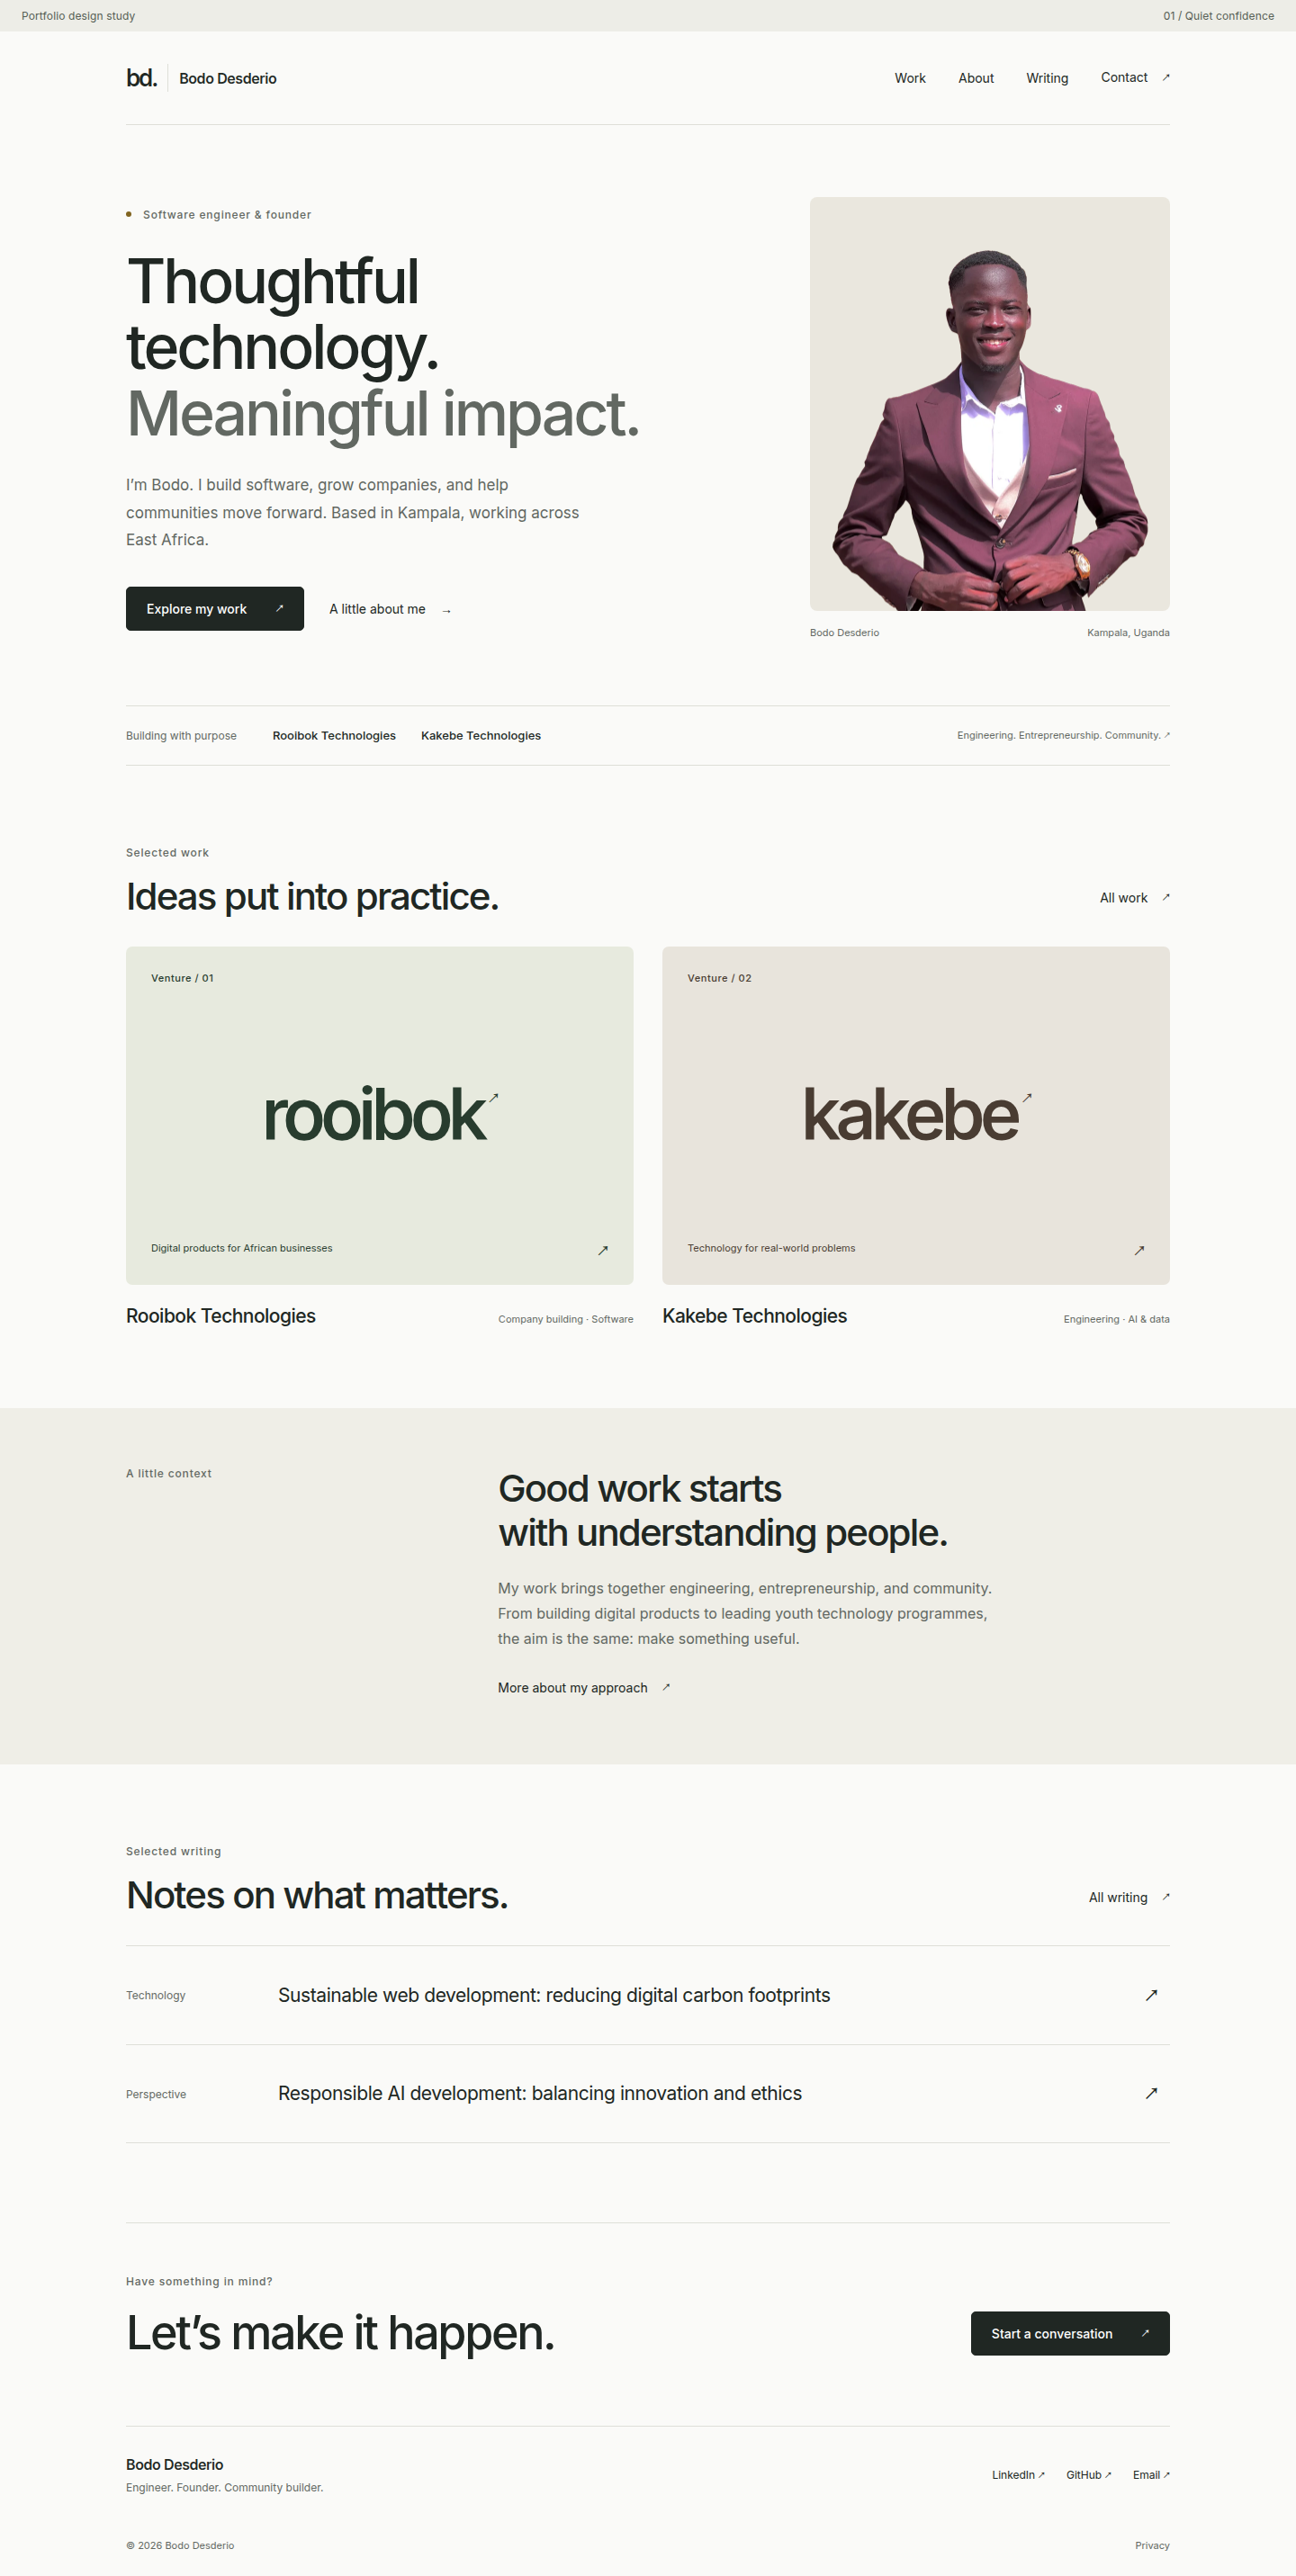 Portfolio design study
01 / Quiet confidence
bd.
Bodo Desderio
Work
About
Writing
Contact ↗
Software engineer & founder
Thoughtful
technology.
Meaningful impact.
I’m Bodo. I build software, grow companies, and help
communities move forward. Based in Kampala, working across
East Africa.
Explore my work ↗
A little about me →
Bodo Desderio
Kampala, Uganda
Building with purpose
Rooibok Technologies
Kakebe Technologies
Engineering. Entrepreneurship. Community. ↗
Selected work
Ideas put into practice.
All work ↗
Venture / 01
rooibok↗
Digital products for African businesses ↗
Rooibok Technologies
Company building · Software
Venture / 02
kakebe↗
Technology for real-world problems ↗
Kakebe Technologies
Engineering · AI & data
A little context
Good work starts
with understanding people.
My work brings together engineering, entrepreneurship, and community.
From building digital products to leading youth technology programmes,
the aim is the same: make something useful.
More about my approach ↗
Selected writing
Notes on what matters.
All writing ↗
Technology
Sustainable web development: reducing digital carbon footprints ↗
Perspective
Responsible AI development: balancing innovation and ethics ↗
Have something in mind?
Let’s make it happen.
Start a conversation ↗
Bodo Desderio
Engineer. Founder. Community builder.
LinkedIn ↗
GitHub ↗
Email ↗
© 2026 Bodo Desderio
Privacy